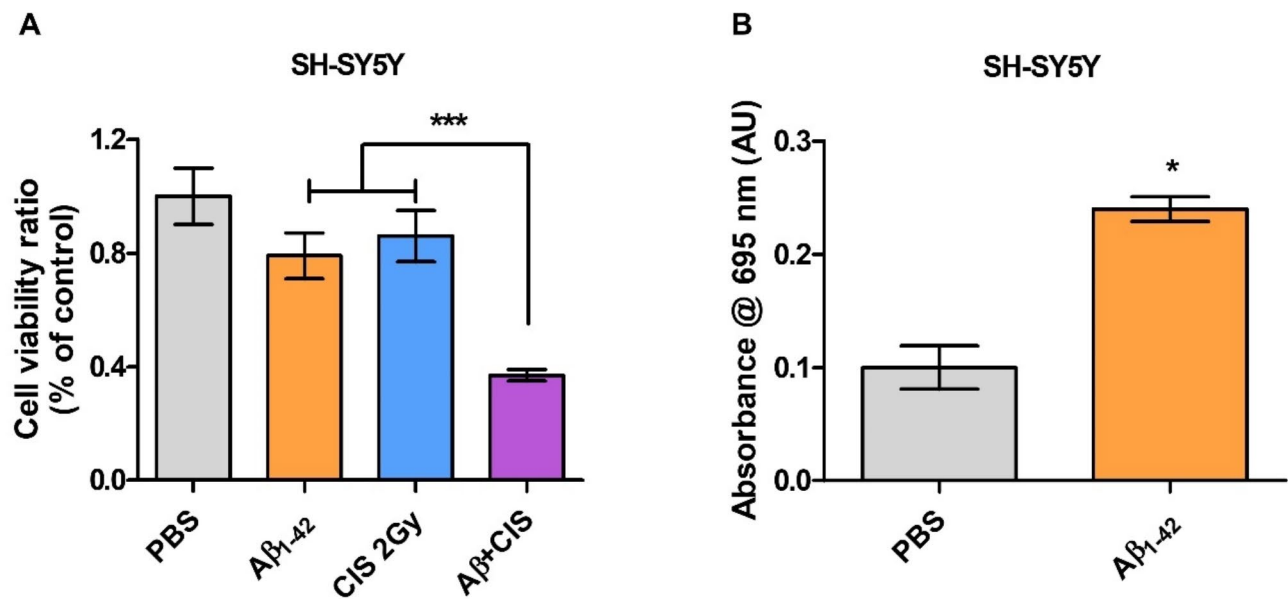 A
SH-SY5Y
***
Cell viability ratio
(% of control)
1.2
0.8
0.4
0.0
PBS
Aβ1-42
CIS 2Gy
Aβ+CIS
B
SH-SY5Y
*
Absorbance @ 695 nm (AU)
0.3
0.2
0.1
0.0
PBS
Aβ1-42